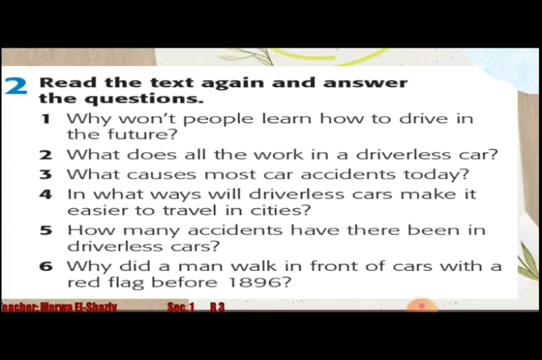 2 Read the text again and answer
the questions.
1 Why won't people learn how to drive in
the future?
2 What does all the work in a driverless car?
3 What causes most car accidents today?
4 In what ways will driverless cars make it
easier to travel in cities?
5 How many accidents have there been in
driverless cars?
6 Why did a man walk in front of cars with a
red flag before 1896?
Teacher: Marwa El-Shazly Sec.1 R.3